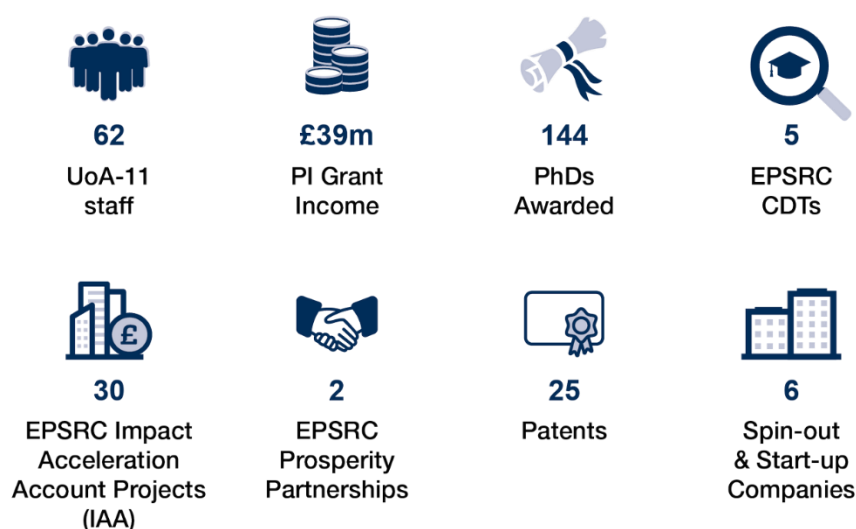 62
UoA-11
staff
£39m
PI Grant
Income
144
PhDs
Awarded
5
EPSRC
CDTs
£
30
EPSRC Impact
Acceleration
Account Projects
(IAA)
2
EPSRC
Prosperity
Partnerships
25
Patents
6
Spin-out
& Start-up
Companies